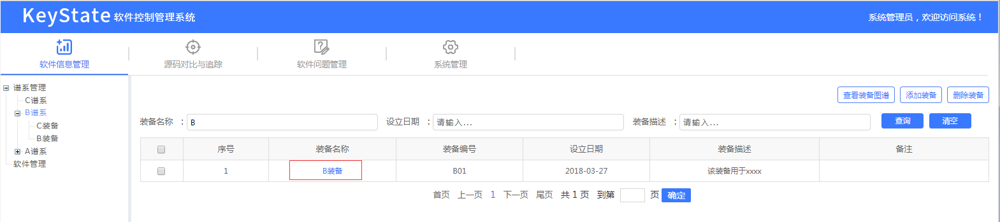 KeyState 软件控制管理系统
系统管理员，欢迎访问系统！
软件信息管理
源码对比与追踪
软件问题管理
系统管理
谱系管理
C谱系
B谱系
C装备
B装备
A谱系
软件管理
查看装备图谱 添加装备 删除装备
装备名称 : B 设立日期 : 请输入... 装备描述 : 请输入... 查询 清空
序号 装备名称 装备编号 设立日期 装备描述 备注
1 B装备 B01 2018-03-27 该装备用于xxxx
首页 上一页 1 下一页 尾页 共 1 页 到第 页 确定